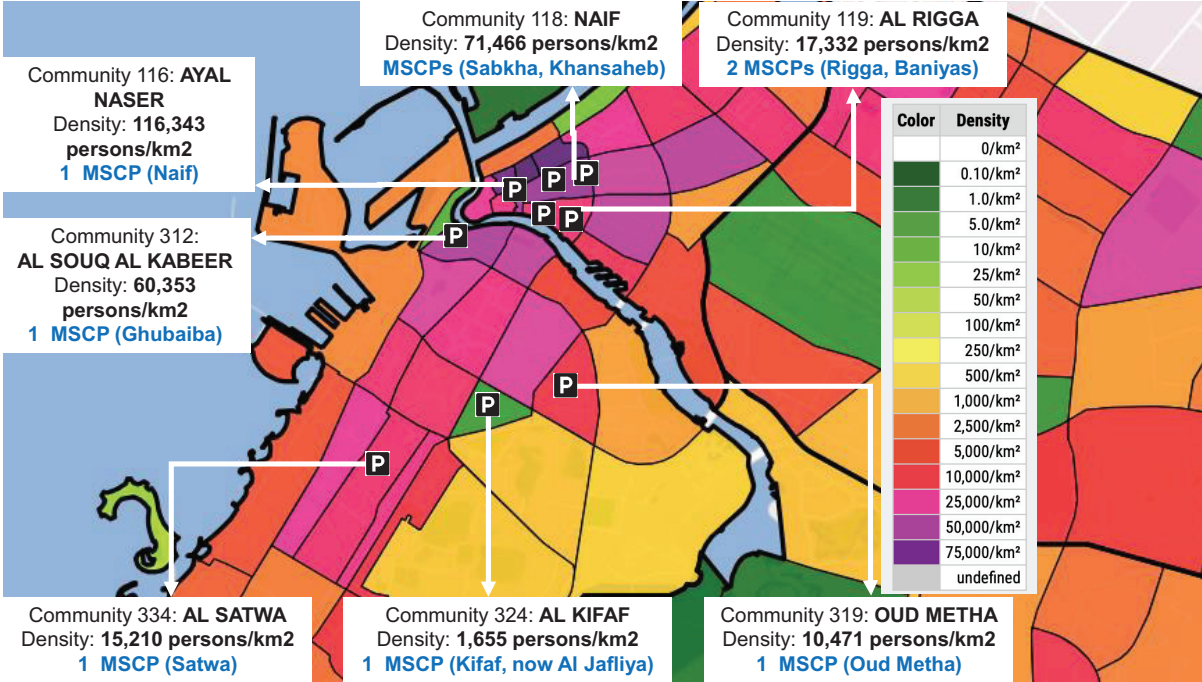 Community 118: NAIF
Density: 71,466 persons/km2
MSCPs (Sabkha, Khansaheb)
Community 119: AL RIGGA
Density: 17,332 persons/km2
2 MSCPs (Rigga, Baniyas)
Community 116: AYAL
NASER
Density: 116,343
persons/km2
1 MSCP (Naif)
Community 312:
AL SOUQ AL KABEER
Density: 60,353
persons/km2
1 MSCP (Ghubaiba)
P
P
P
P
P
P
P
P
P
Color Density
0/km²
0.10/km²
1.0/km²
5.0/km²
10/km²
25/km²
50/km²
100/km²
250/km²
500/km²
1,000/km²
2,500/km²
5,000/km²
10,000/km²
25,000/km²
50,000/km²
75,000/km²
undefined
Community 334: AL SATWA
Density: 15,210 persons/km2
1 MSCP (Satwa)
Community 324: AL KIFAF
Density: 1,655 persons/km2
1 MSCP (Kifaf, now Al Jafliya)
Community 319: OUD METHA
Density: 10,471 persons/km2
1 MSCP (Oud Metha)